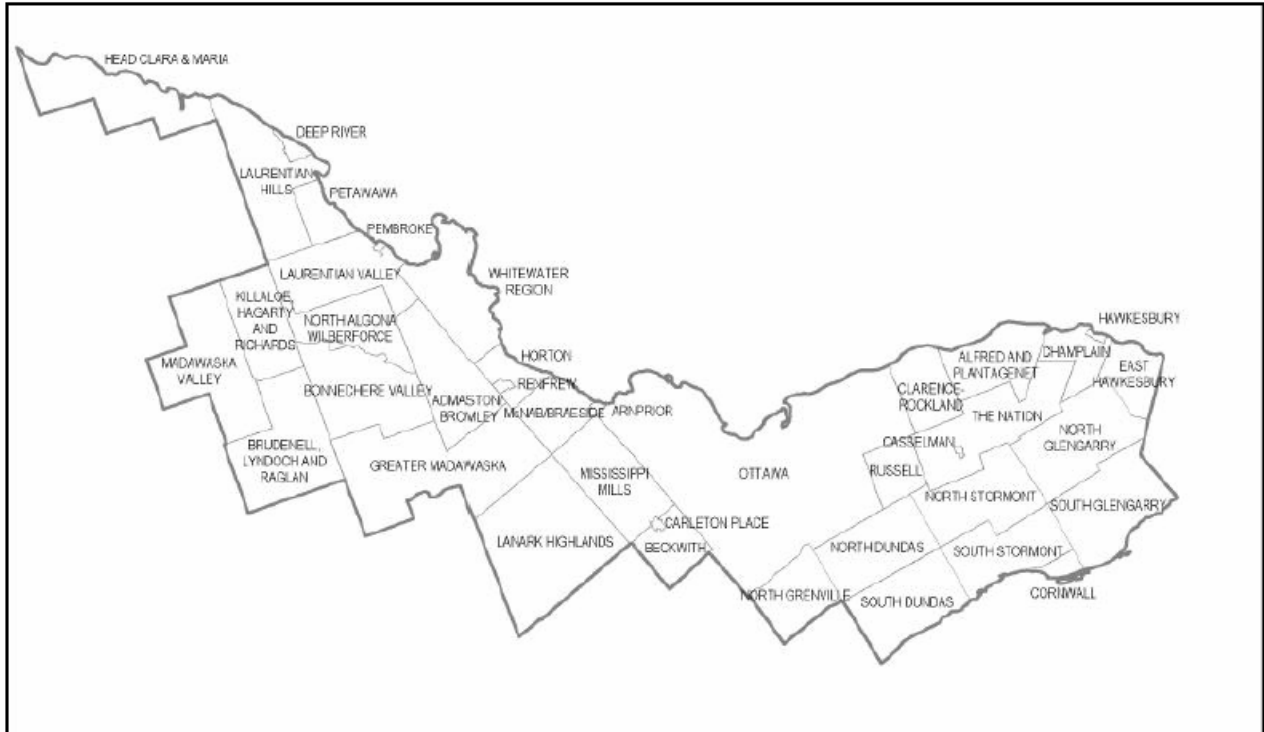 HEAD CLARA & MARIA
DEEP RIVER
LAURENTIAN
HILLS
PETAWAWA
PEMBROKE
LAURENTIAN VALLEY
WHITEWATER
REGION
KILLALOE,
HAGARTY
AND
RICHARDS
NORTH ALGONA
WILBERFORCE
MADAWASKA
VALLEY
BONNECHERE VALLEY
HORTON
RENFREW
ADMASTON
BROMLEY
McNAB/BRAESIDE
ARNPRIOR
BRUDENELL,
LYNDOCH AND
RAGLAN
GREATER MADAWASKA
MISSISSIPPI
MILLS
OTTAWA
CARLETON PLACE
LANARK HIGHLANDS
BECKWITH
HAWKESBURY
CHAMPLAIN
ALFRED AND
PLANTAGENET
EAST
HAWKESBURY
CLARENCE-
ROCKLAND
THE NATION
NORTH
GLENGARRY
CASSELMAN
RUSSELL
NORTH STORMONT
SOUTH GLENGARRY
NORTH DUNDAS
SOUTH STORMONT
NORTH GRENVILLE
SOUTH DUNDAS
CORNWALL